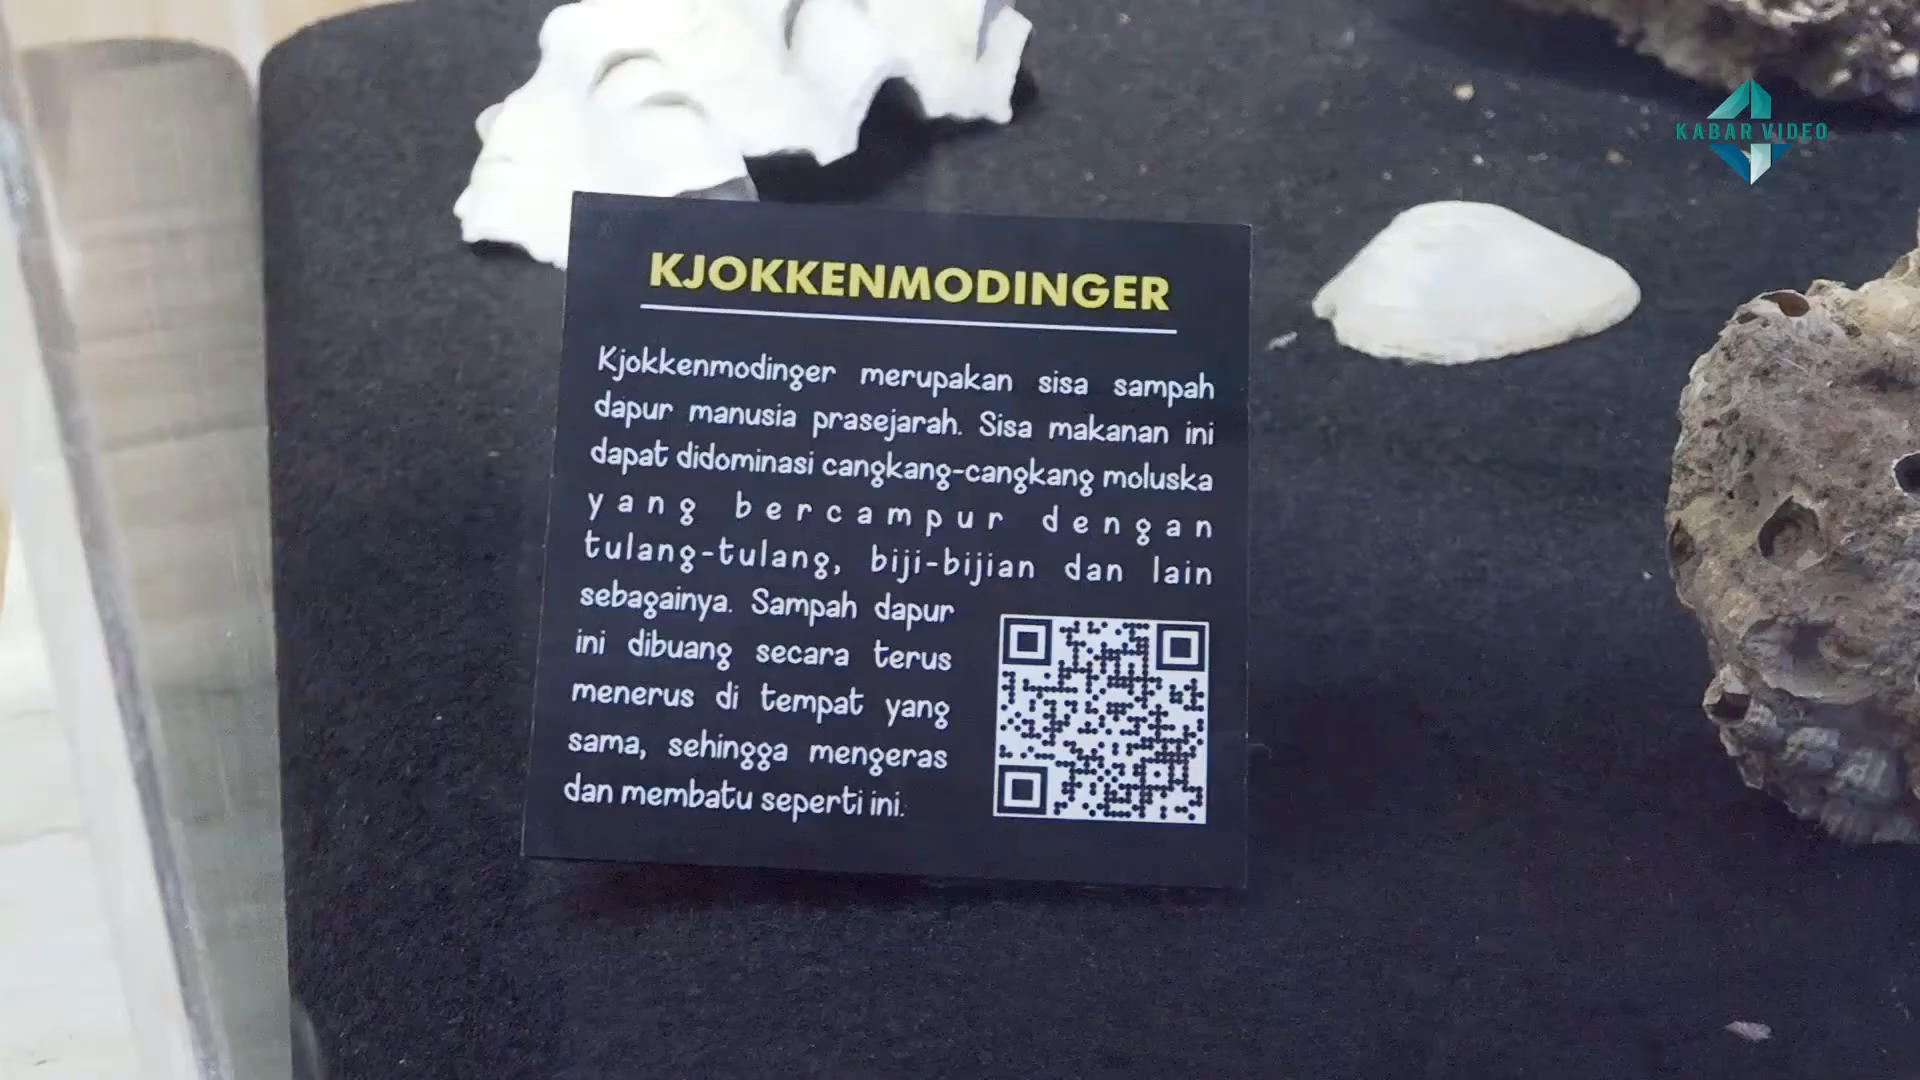 KABAR VIDEO
KJOKKENMODINGER
Kjokkenmodinger merupakan sisa sampah
dapur manusia prasejarah. Sisa makanan ini
dapat didominasi cangkang-cangkang moluska
yang bercampur dengan
tulang-tulang, biji-bijian dan lain
sebagainya. Sampah dapur
ini dibuang secara terus
menerus di tempat yang
sama, sehingga mengeras
dan membatu seperti ini.